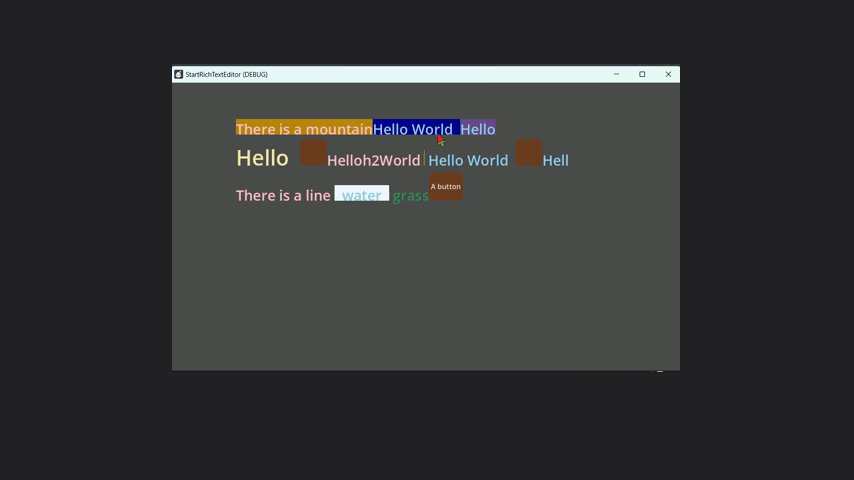 StartRichTextEditor (DEBUG)
There is a mountainHello World Hello
Hello Helloh2World Hello World Hell
There is a line water grass A button